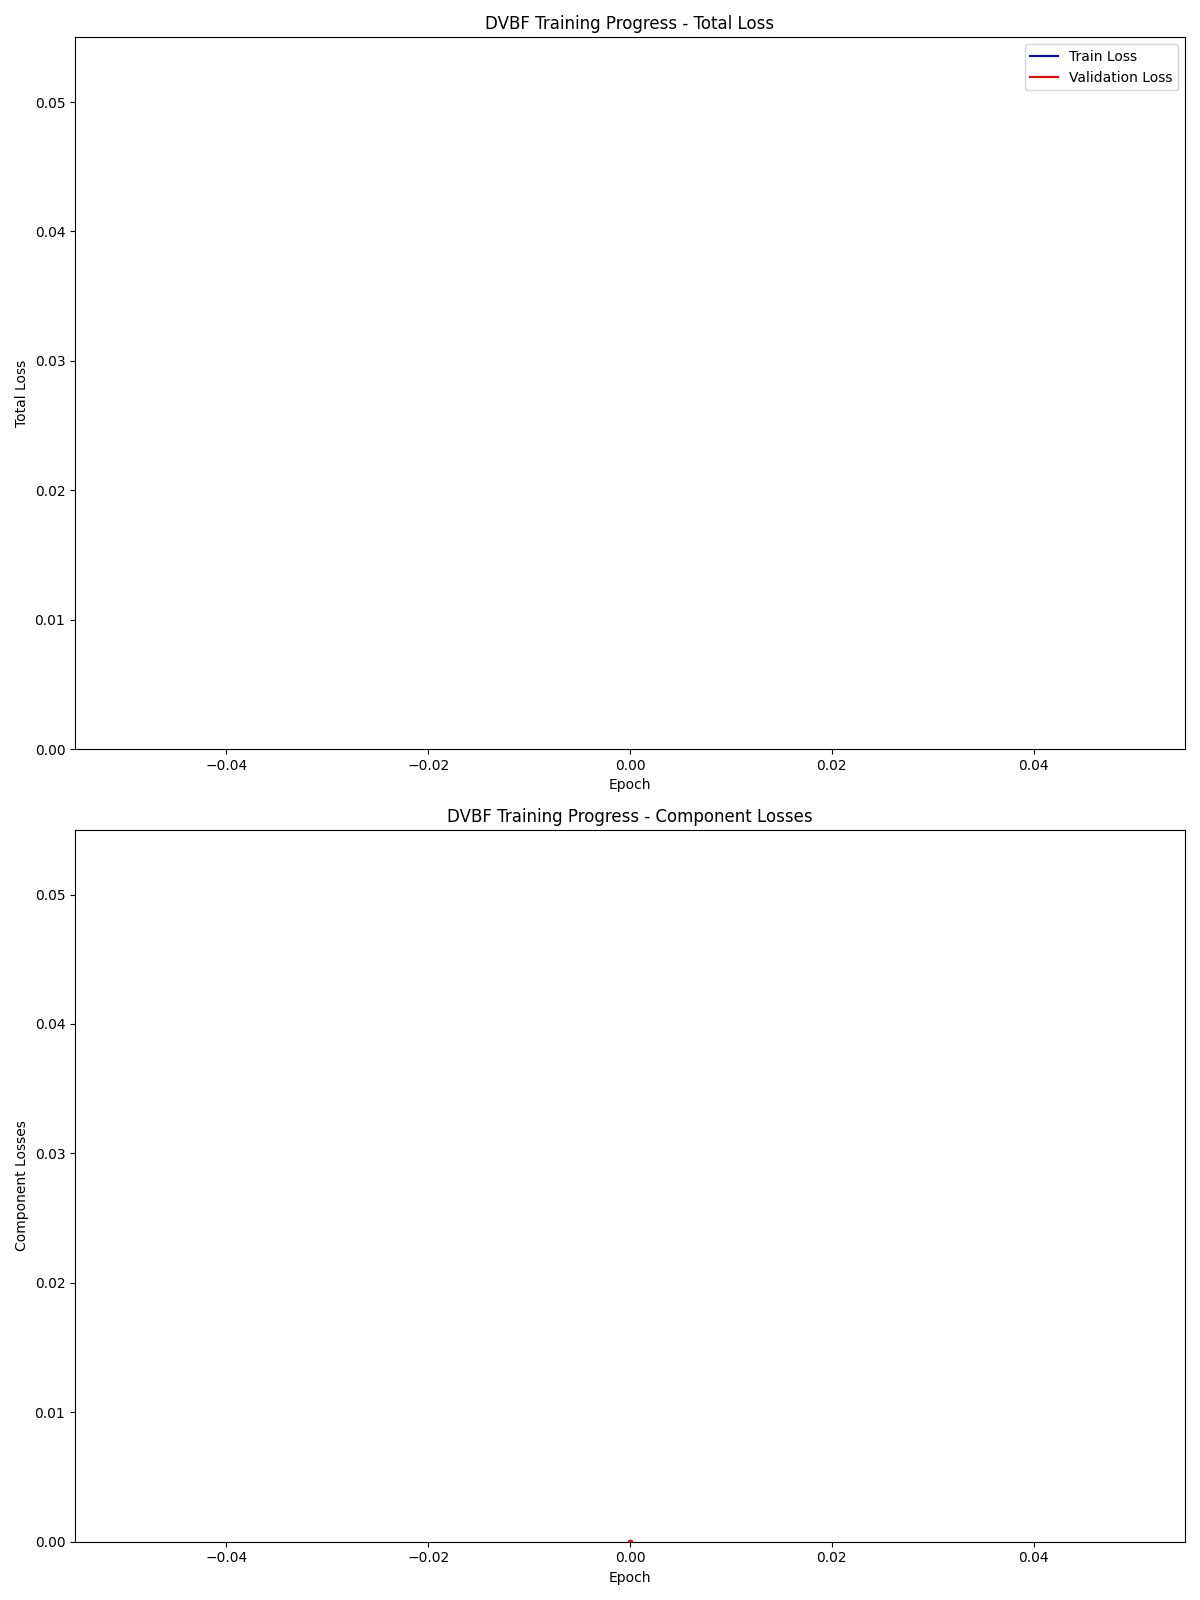 DVBF Training Progress - Total Loss
Train Loss
Validation Loss
0.05
0.04
0.03
0.02
0.01
0.00
Total Loss
−0.04 −0.02 0.00 0.02 0.04
Epoch
DVBF Training Progress - Component Losses
0.05
0.04
0.03
0.02
0.01
0.00
Component Losses
−0.04 −0.02 0.00 0.02 0.04
Epoch